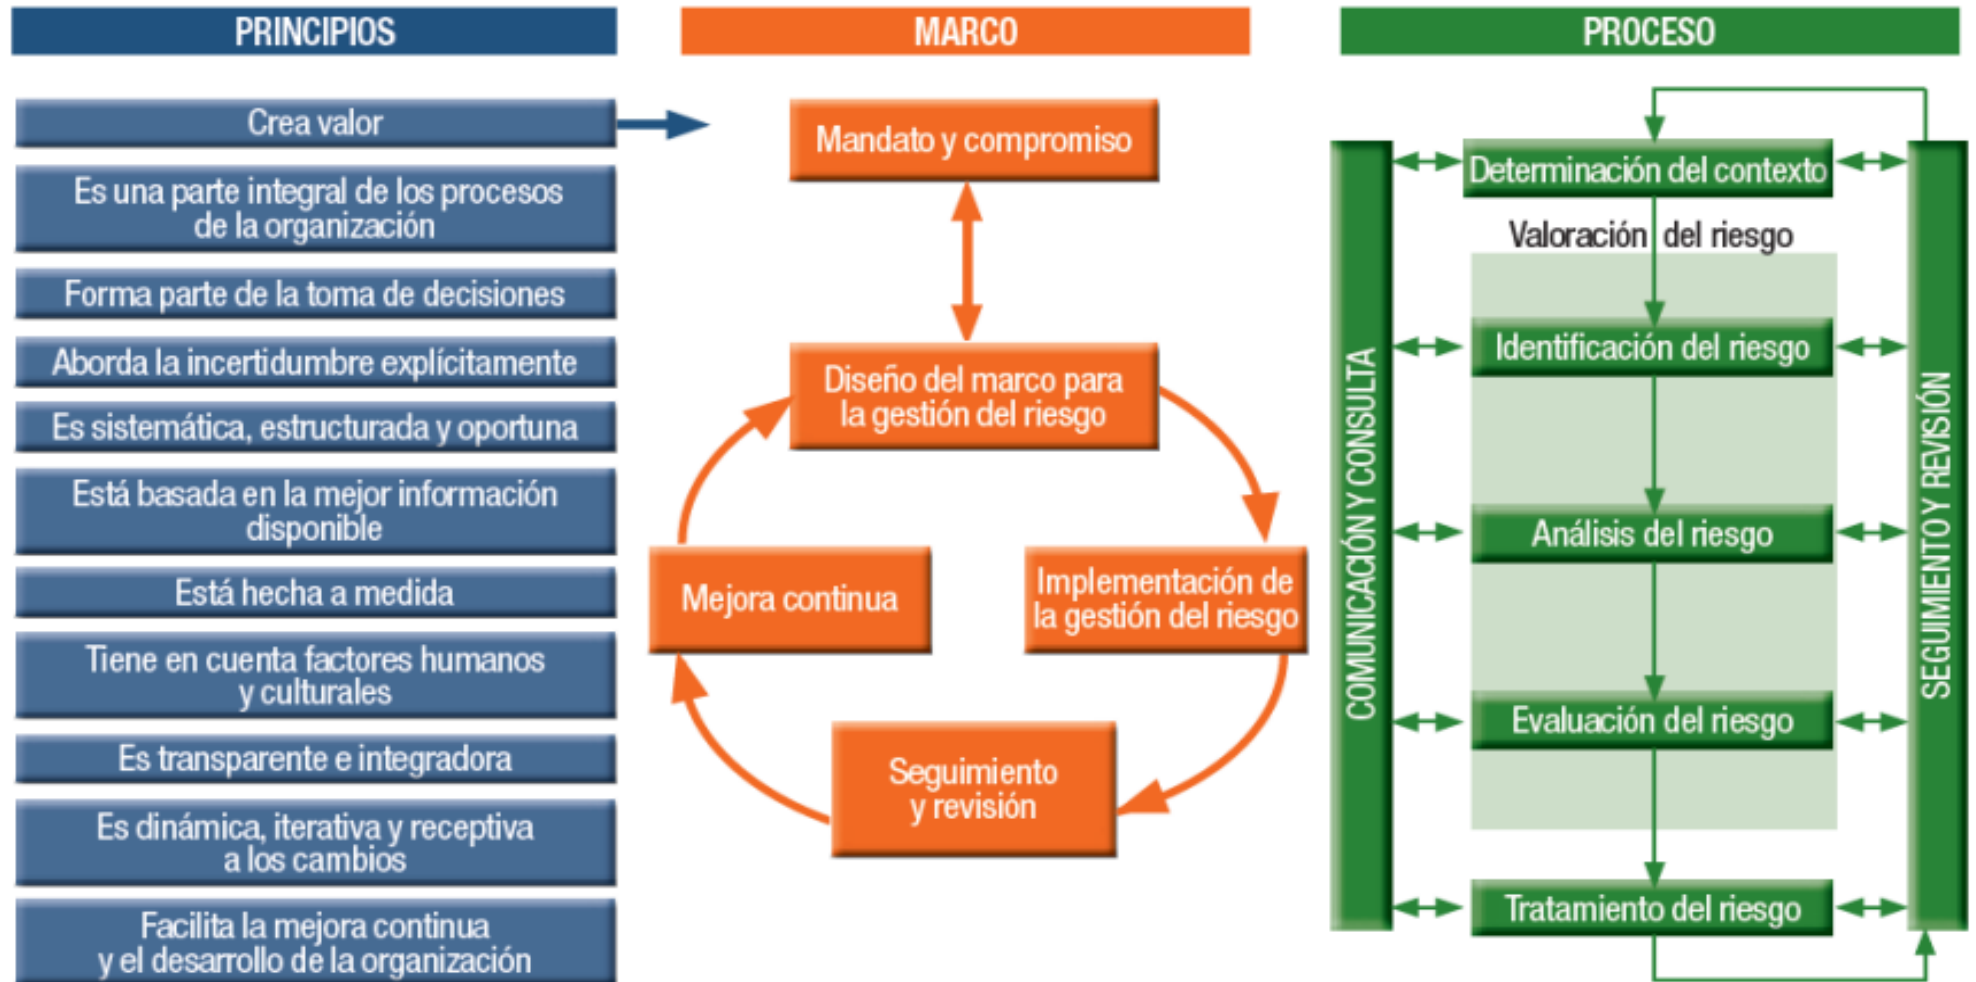 PRINCIPIOS
Crea valor
Es una parte integral de los procesos
de la organización
Forma parte de la toma de decisiones
Aborda la incertidumbre explícitamente
Es sistemática, estructurada y oportuna
Está basada en la mejor información
disponible
Está hecha a medida
Tiene en cuenta factores humanos
y culturales
Es transparente e integradora
Es dinámica, iterativa y receptiva
a los cambios
Facilita la mejora continua
y el desarrollo de la organización
MARCO
Mandato y compromiso
Diseño del marco para
la gestión del riesgo
Implementación de
la gestión del riesgo
Seguimiento
y revisión
Mejora continua
PROCESO
COMUNICACIÓN Y CONSULTA
Determinación del contexto
Valoración del riesgo
Identificación del riesgo
Análisis del riesgo
Evaluación del riesgo
Tratamiento del riesgo
SEGUIMIENTO Y REVISIÓN